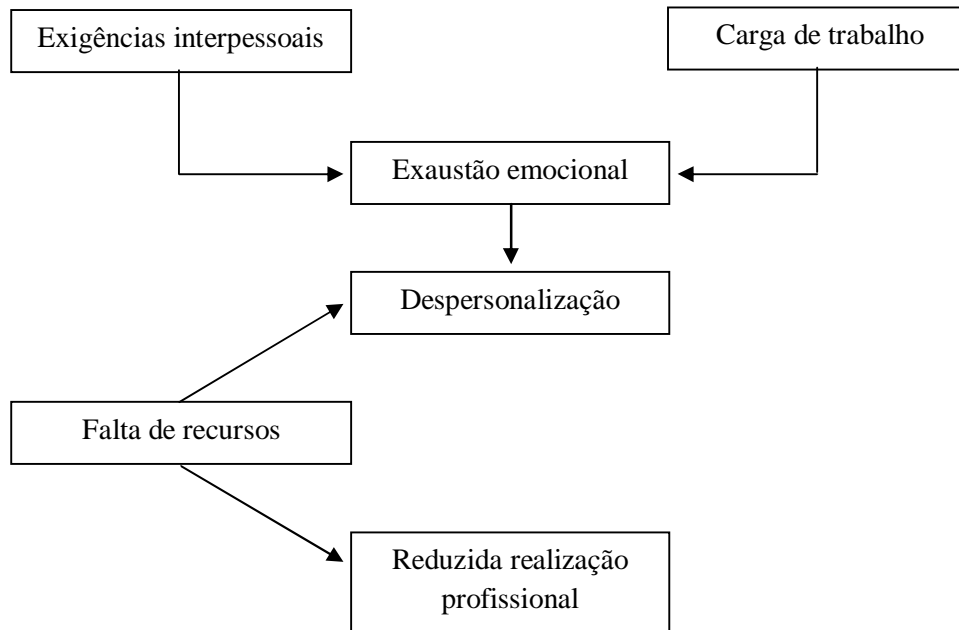 Exigências interpessoais
Carga de trabalho
Exaustão emocional
Despersonalização
Falta de recursos
Reduzida realização
profissional